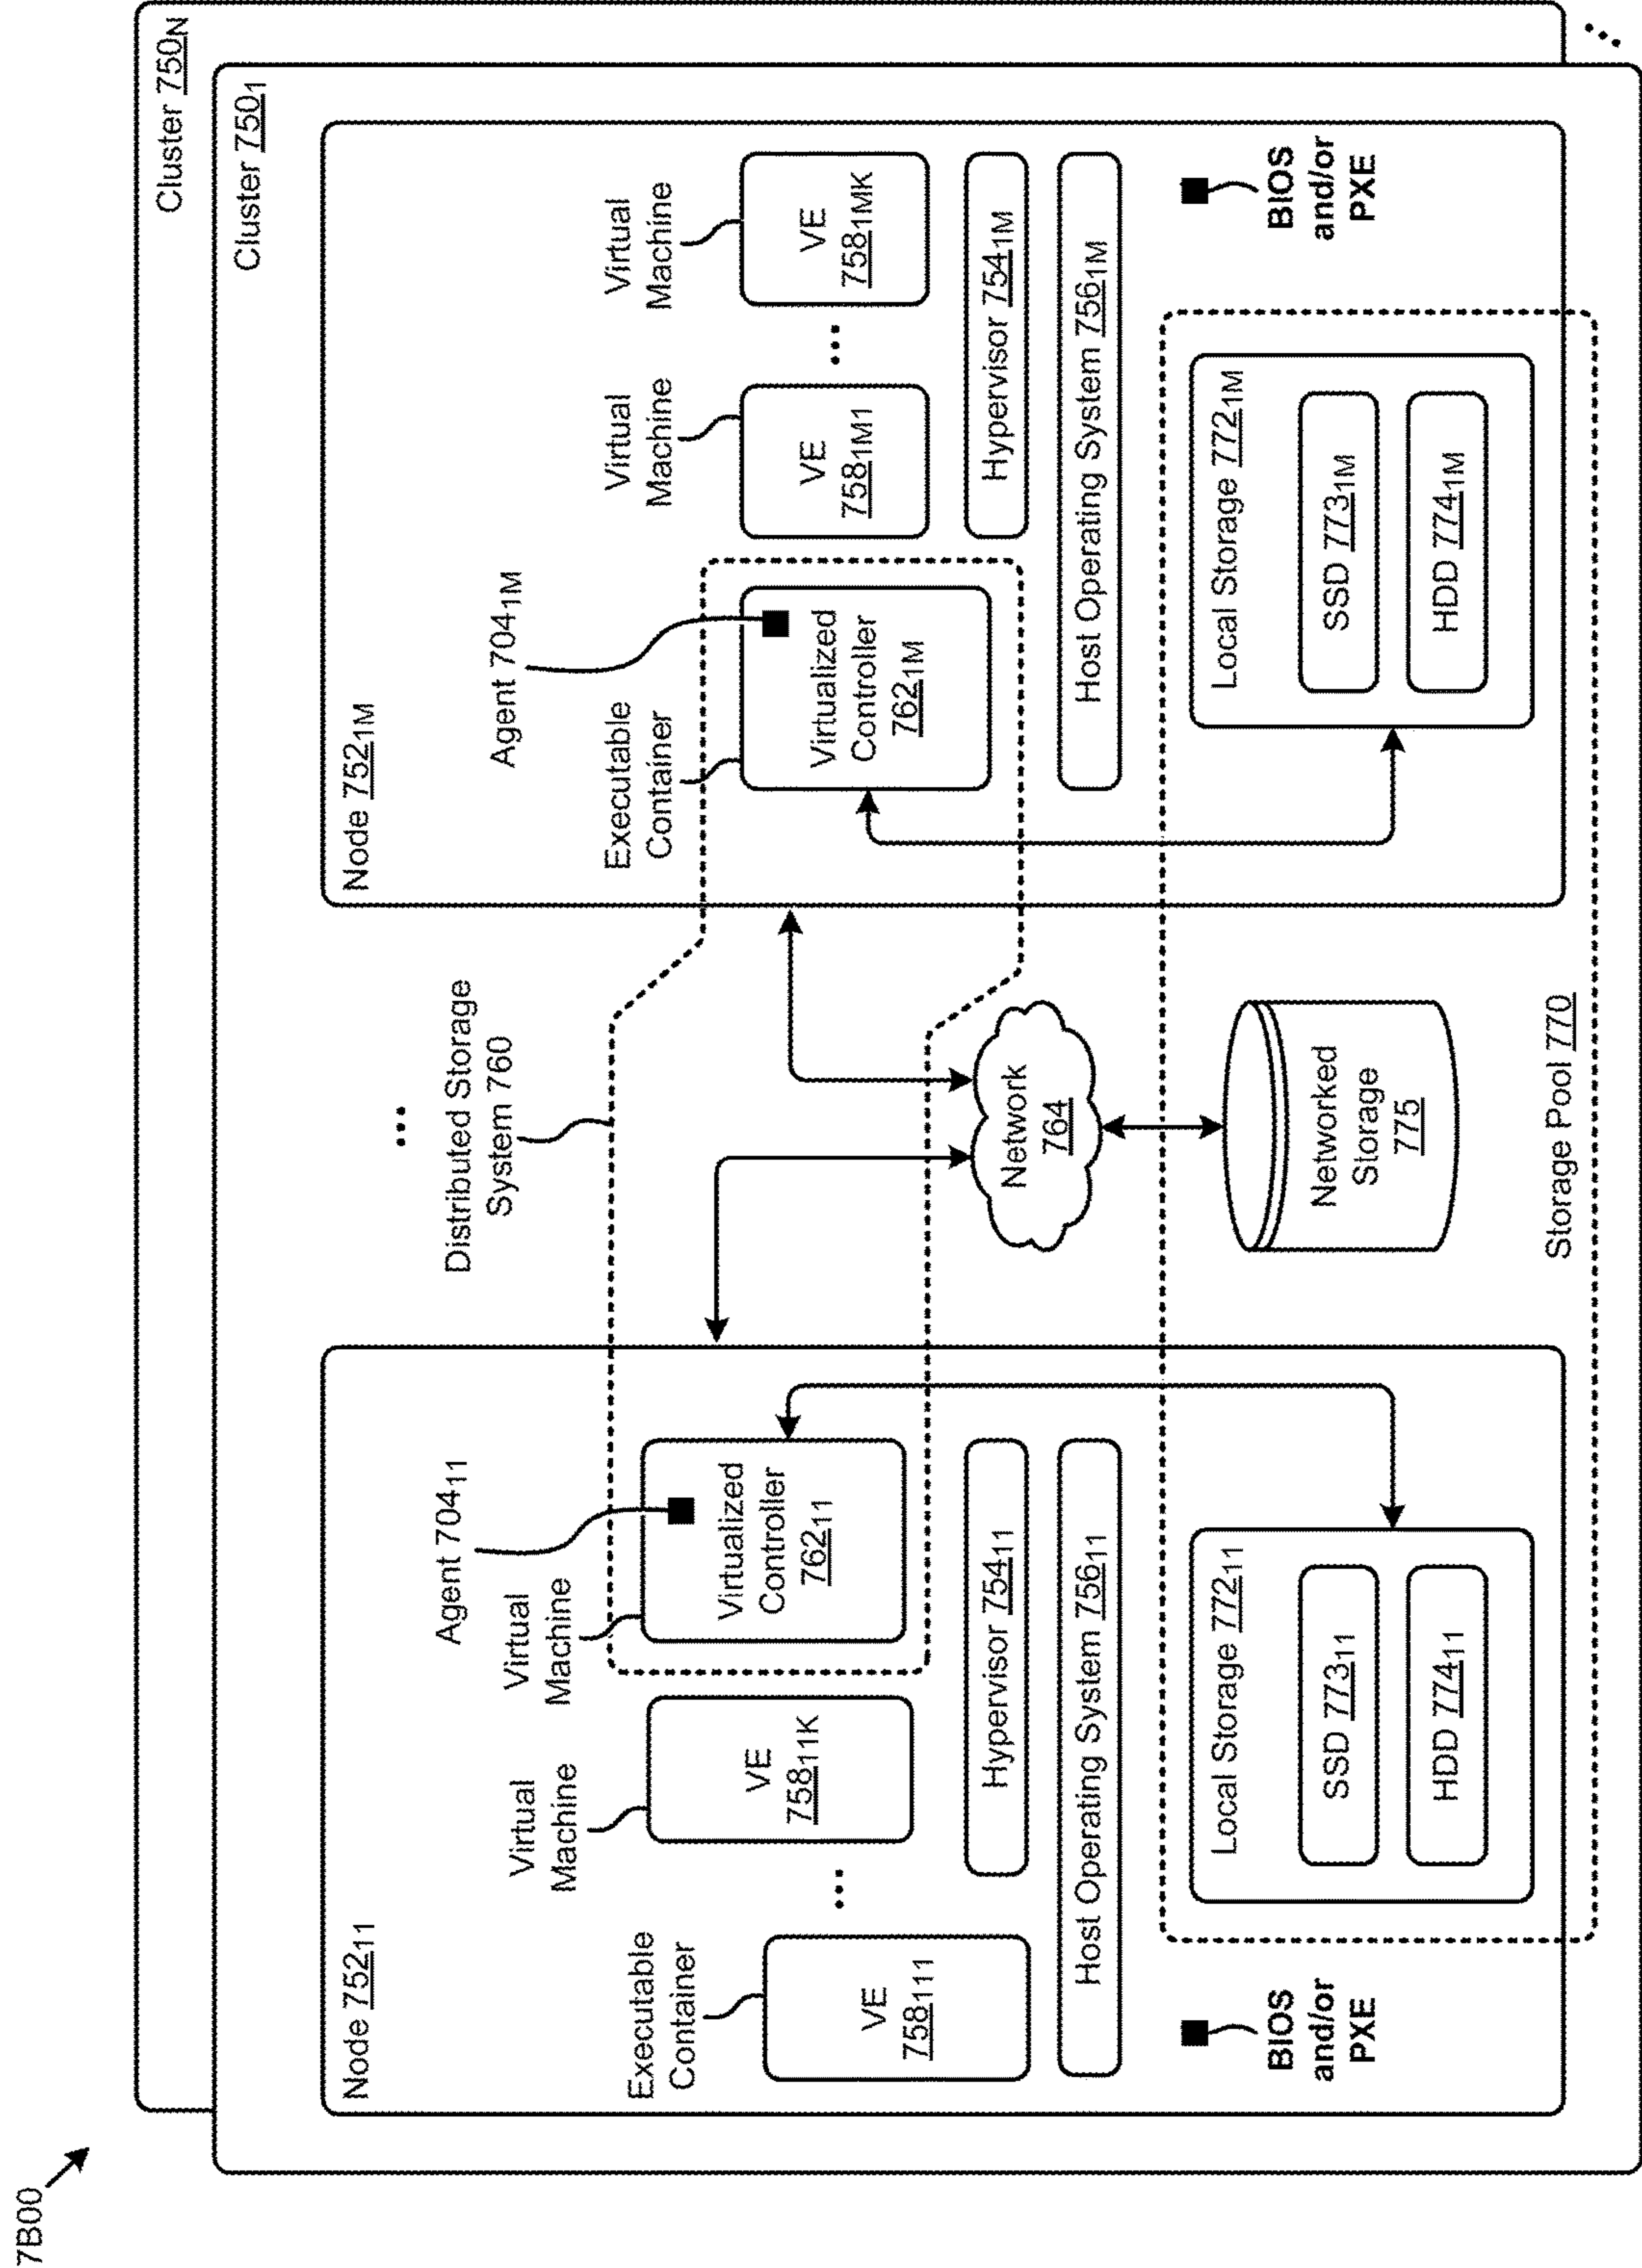 7B00
Cluster 750N
Cluster 7501
Node 75211
Executable
Container
VE
758111
...
Virtual
Machine
VE
75811K
Virtual
Machine
Agent 70411
Virtualized
Controller
76211
Hypervisor 75411
Host Operating System 75611
Local Storage 77211
SSD 77311
HDD 77411
BIOS
and/or
PXE
...
Distributed Storage
System 760
Network
764
Networked
Storage
775
Storage Pool 770
Node 7521M
Agent 7041M
Executable
Container
Virtualized
Controller
7621M
Virtual
Machine
VE
7581M1
...
Virtual
Machine
VE
7581MK
Hypervisor 7541M
Host Operating System 7561M
Local Storage 7721M
SSD 7731M
HDD 7741M
BIOS
and/or
PXE
...